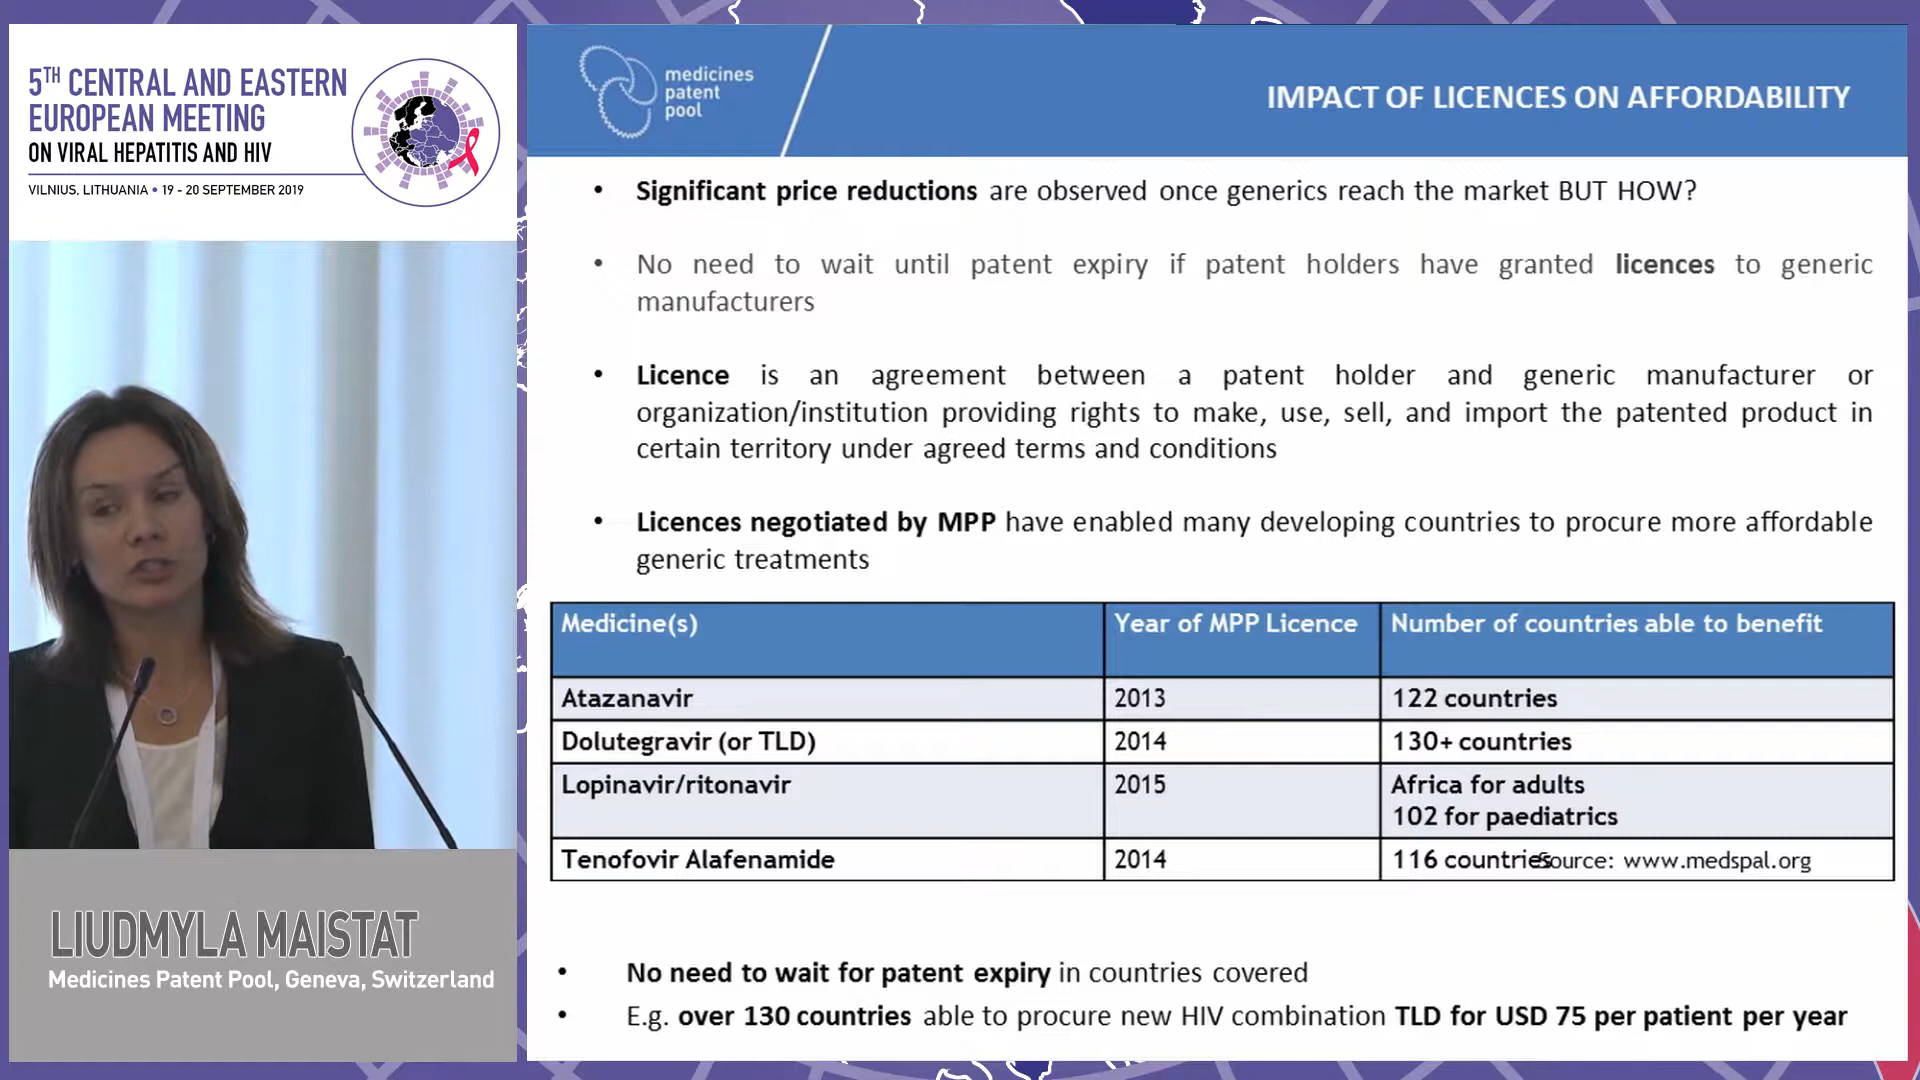 5TH CENTRAL AND EASTERN
EUROPEAN MEETING
ON VIRAL HEPATITIS AND HIV
VILNIUS, LITHUANIA • 19 - 20 SEPTEMBER 2019
LIUDMYLA MAISTAT
Medicines Patent Pool, Geneva, Switzerland
medicines
patent
pool
IMPACT OF LICENCES ON AFFORDABILITY
• Significant price reductions are observed once generics reach the market BUT HOW?
• No need to wait until patent expiry if patent holders have granted licences to generic
manufacturers
• Licence is an agreement between a patent holder and generic manufacturer or
organization/institution providing rights to make, use, sell, and import the patented product in
certain territory under agreed terms and conditions
• Licences negotiated by MPP have enabled many developing countries to procure more affordable
generic treatments
Medicine(s) Year of MPP Licence Number of countries able to benefit
Atazanavir 2013 122 countries
Dolutegravir (or TLD) 2014 130+ countries
Lopinavir/ritonavir 2015 Africa for adults
102 for paediatrics
Tenofovir Alafenamide 2014 116 countries
Source: www.medspal.org
• No need to wait for patent expiry in countries covered
• E.g. over 130 countries able to procure new HIV combination TLD for USD 75 per patient per year